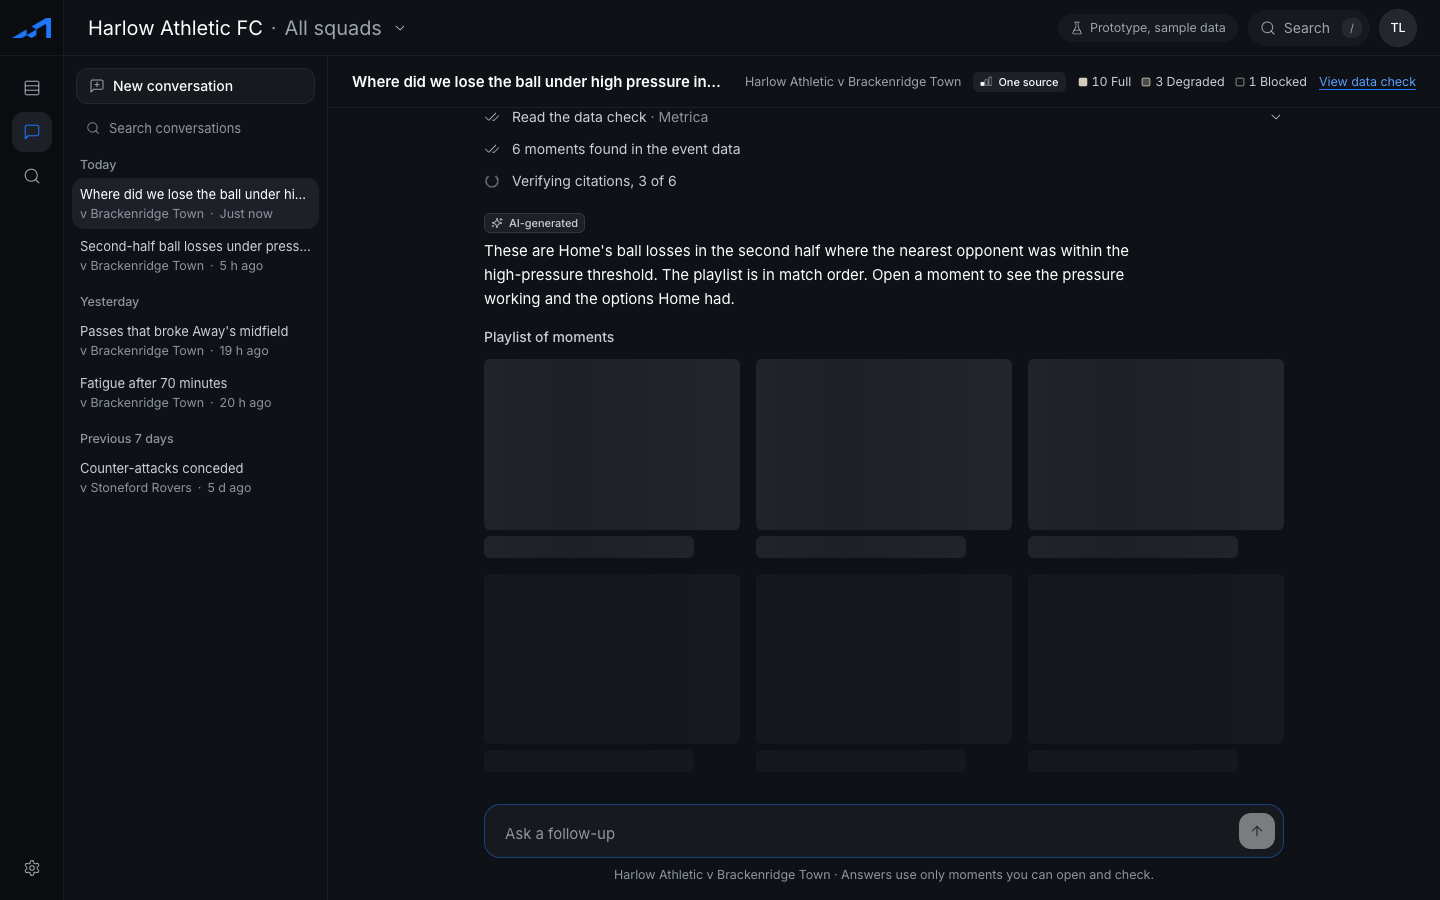 Harlow Athletic FC · All squads
Prototype, sample data
Search /
TL
New conversation
Search conversations
Today
Where did we lose the ball under hi...
v Brackenridge Town · Just now
Second-half ball losses under press...
v Brackenridge Town · 5 h ago
Yesterday
Passes that broke Away's midfield
v Brackenridge Town · 19 h ago
Fatigue after 70 minutes
v Brackenridge Town · 20 h ago
Previous 7 days
Counter-attacks conceded
v Stoneford Rovers · 5 d ago
Where did we lose the ball under high pressure in...
Harlow Athletic v Brackenridge Town
One source
10 Full
3 Degraded
1 Blocked
View data check
Read the data check · Metrica
6 moments found in the event data
Verifying citations, 3 of 6
AI-generated
These are Home's ball losses in the second half where the nearest opponent was within the
high-pressure threshold. The playlist is in match order. Open a moment to see the pressure
working and the options Home had.
Playlist of moments
Ask a follow-up
Harlow Athletic v Brackenridge Town · Answers use only moments you can open and check.